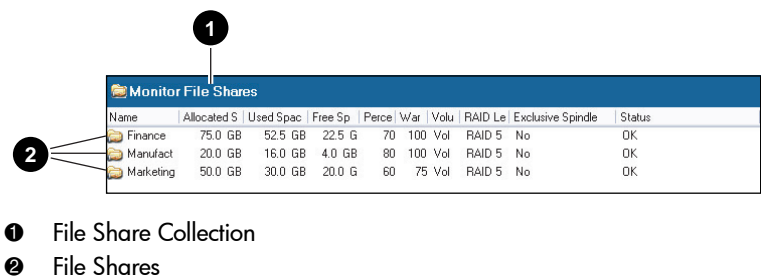 1
Monitor File Shares
Name Allocated S Used Spac Free Sp Perce War Volu RAID Le Exclusive Spindle Status
Finance 75.0 GB 52.5 GB 22.5 G 70 100 Vol RAID 5 No OK
2
Manufact 20.0 GB 16.0 GB 4.0 GB 80 100 Vol RAID 5 No OK
Marketing 50.0 GB 30.0 GB 20.0 G 60 75 Vol RAID 5 No OK
❶ File Share Collection
❷ File Shares